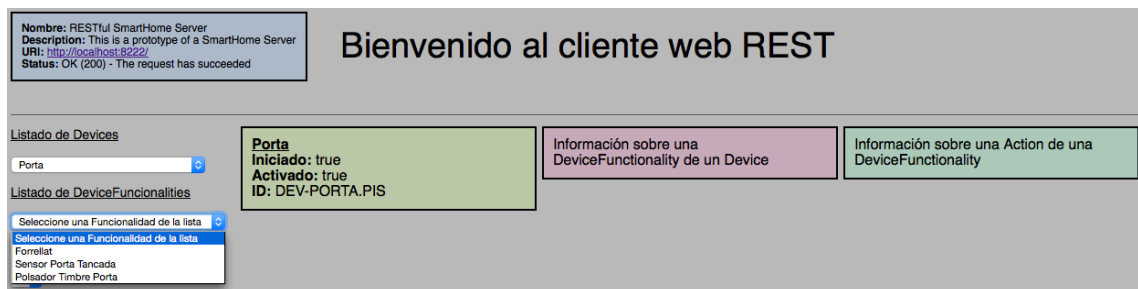 Nombre: RESTful SmartHome Server
Description: This is a prototype of a SmartHome Server
URI: http://localhost:8222/
Status: OK (200) - The request has succeeded
Bienvenido al cliente web REST
Listado de Devices
Porta
Listado de DeviceFuncionalities
Seleccione una Funcionalidad de la lista
Seleccione una Funcionalidad de la lista
Forrellat
Sensor Porta Tancada
Polsador Timbre Porta
Porta
Iniciado: true
Activado: true
ID: DEV-PORTA.PIS
Información sobre una
DeviceFunctionality de un Device
Información sobre una Action de una
DeviceFunctionality